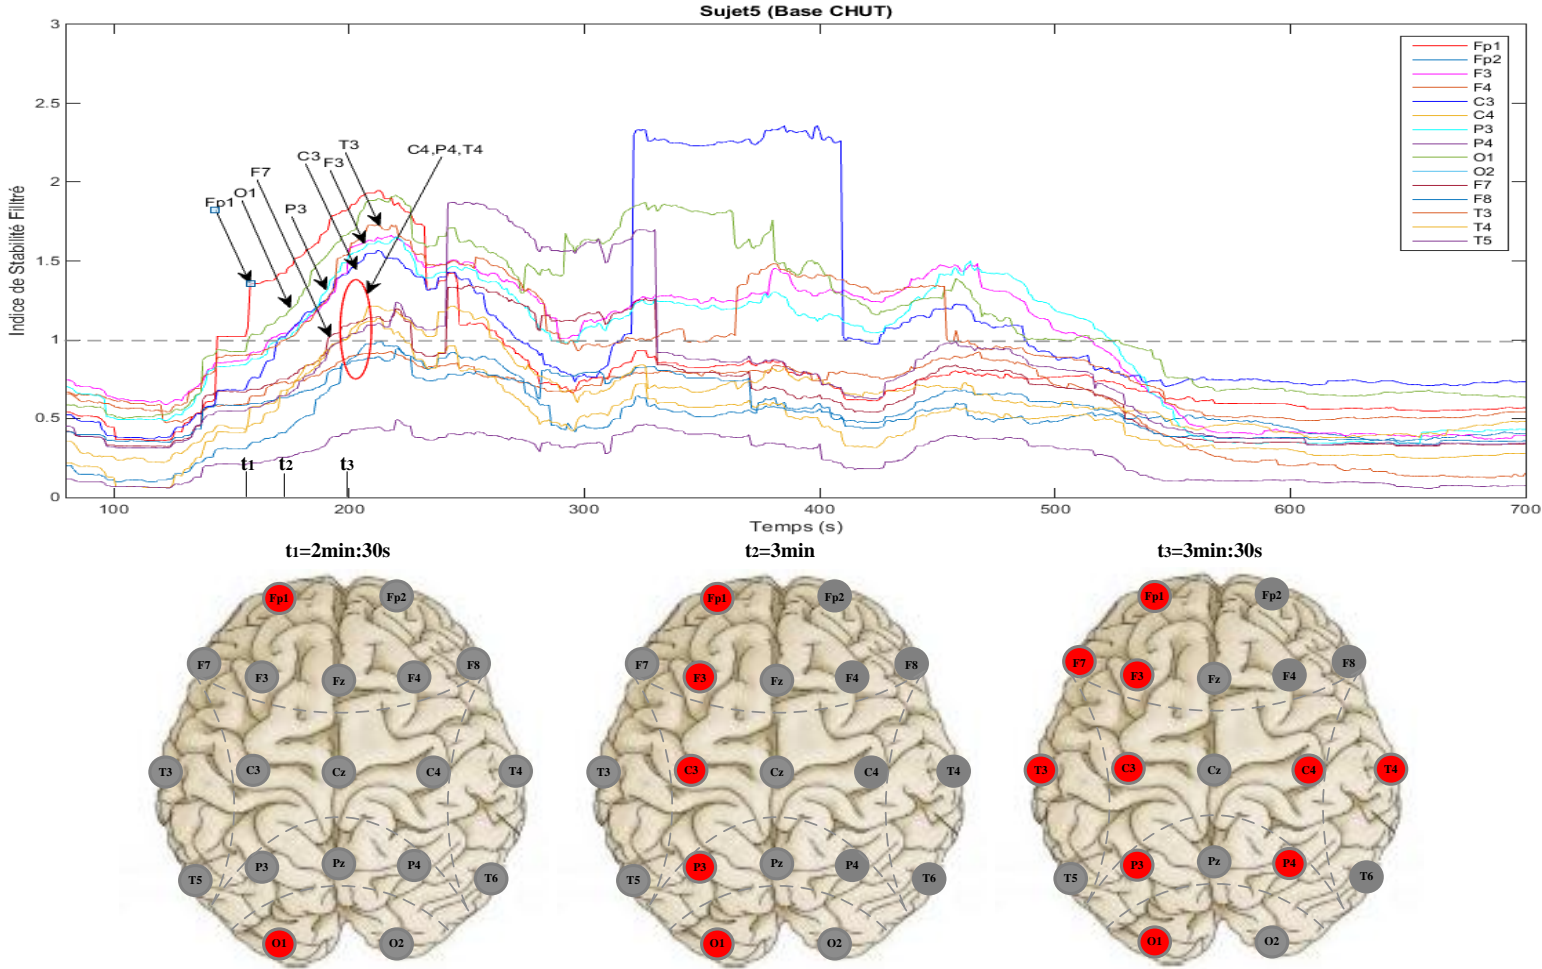 Sujet5 (Base CHUT)
Indice de Stabilité Filtré
3
2.5
2
1.5
1
0.5
0
Fp1
O1
F7
P3
C3
F3
T3
C4,P4,T4
Fp1
Fp2
F3
F4
C3
C4
P3
P4
O1
O2
F7
F8
T3
T4
T5
t1
t2
t3
100
200
300
400
500
600
700
Temps (s)
t1=2min:30s
t2=3min
t3=3min:30s
Fp1 Fp2
F7 F3 Fz F4 F8
T3 C3 Cz C4 T4
T5 P3 Pz P4 T6
O1 O2
Fp1 Fp2
F7 F3 Fz F4 F8
T3 C3 Cz C4 T4
T5 P3 Pz P4 T6
O1 O2
Fp1 Fp2
F7 F3 Fz F4 F8
T3 C3 Cz C4 T4
T5 P3 Pz P4 T6
O1 O2